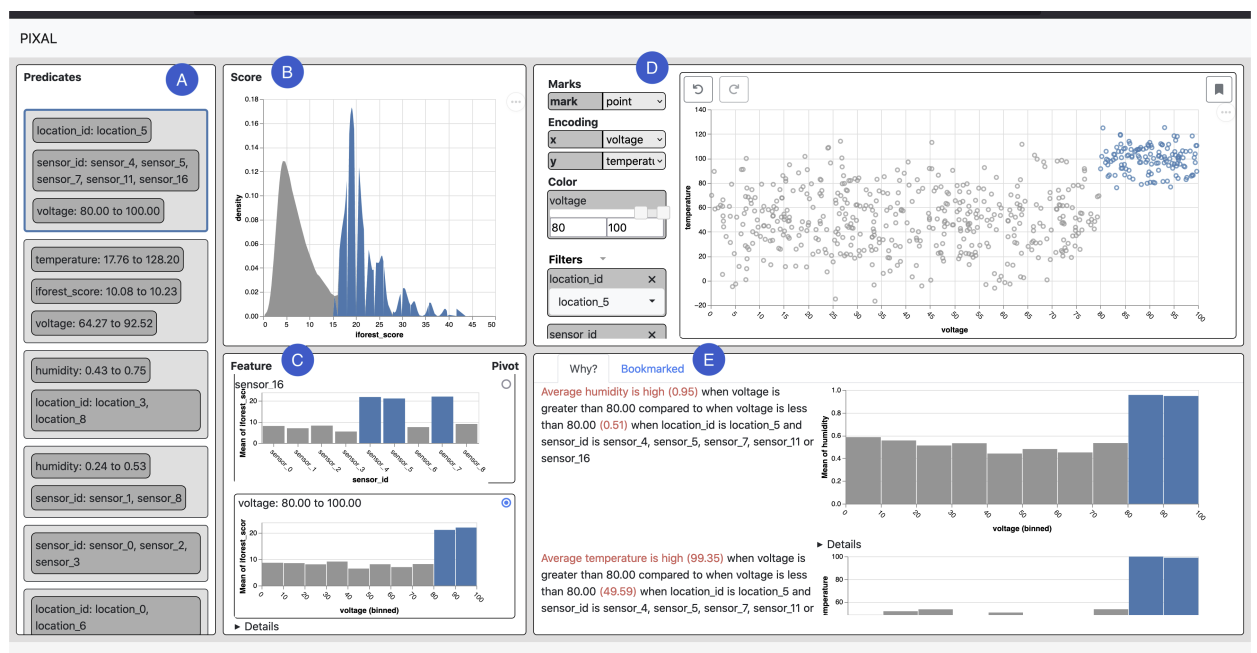 PIXAL
Predicates
A
location_id: location_5
sensor_id: sensor_4, sensor_5,
sensor_7, sensor_11, sensor_16
voltage: 80.00 to 100.00
temperature: 17.76 to 128.20
iforest_score: 10.08 to 10.23
voltage: 64.27 to 92.52
humidity: 0.43 to 0.75
location_id: location_3,
location_8
humidity: 0.24 to 0.53
sensor_id: sensor_1, sensor_8
sensor_id: sensor_0, sensor_2,
sensor_3
location_id: location_0,
location_6
Score
B
density
0.18
0.16
0.14
0.12
0.10
0.08
0.06
0.04
0.02
0.00
0 5 10 15 20 25 30 35 40 45 50
iforest_score
Feature
C
Pivot
sensor_16
Mean of iforest_sco
20
10
0
sensor_0 sensor_1 sensor_2 sensor_3 sensor_4 sensor_5 sensor_6 sensor_7 sensor_8
sensor_id
voltage: 80.00 to 100.00
Mean of iforest_scor
20
10
0
0 10 20 30 40 50 60 70 80 90 100
voltage (binned)
▸ Details
D
Marks
mark point
Encoding
x voltage
y temperatu
Color
voltage
80 100
Filters
location_id ×
location_5
sensor_id ×
temperature
140
120
100
80
60
40
20
0
−20
0 5 10 15 20 25 30 35 40 45 50 55 60 65 70 75 80 85 90 95 100
voltage
Why?
Bookmarked
E
Average humidity is high (0.95) when voltage is
greater than 80.00 compared to when voltage is less
than 80.00 (0.51) when location_id is location_5 and
sensor_id is sensor_4, sensor_5, sensor_7, sensor_11 or
sensor_16
Mean of humidity
1.0
0.8
0.6
0.4
0.2
0.0
0 10 20 30 40 50 60 70 80 90 100
voltage (binned)
▸ Details
Average temperature is high (99.35) when voltage is
greater than 80.00 compared to when voltage is less
than 80.00 (49.59) when location_id is location_5 and
sensor_id is sensor_4, sensor_5, sensor_7, sensor_11 or
100
80
60
mperature